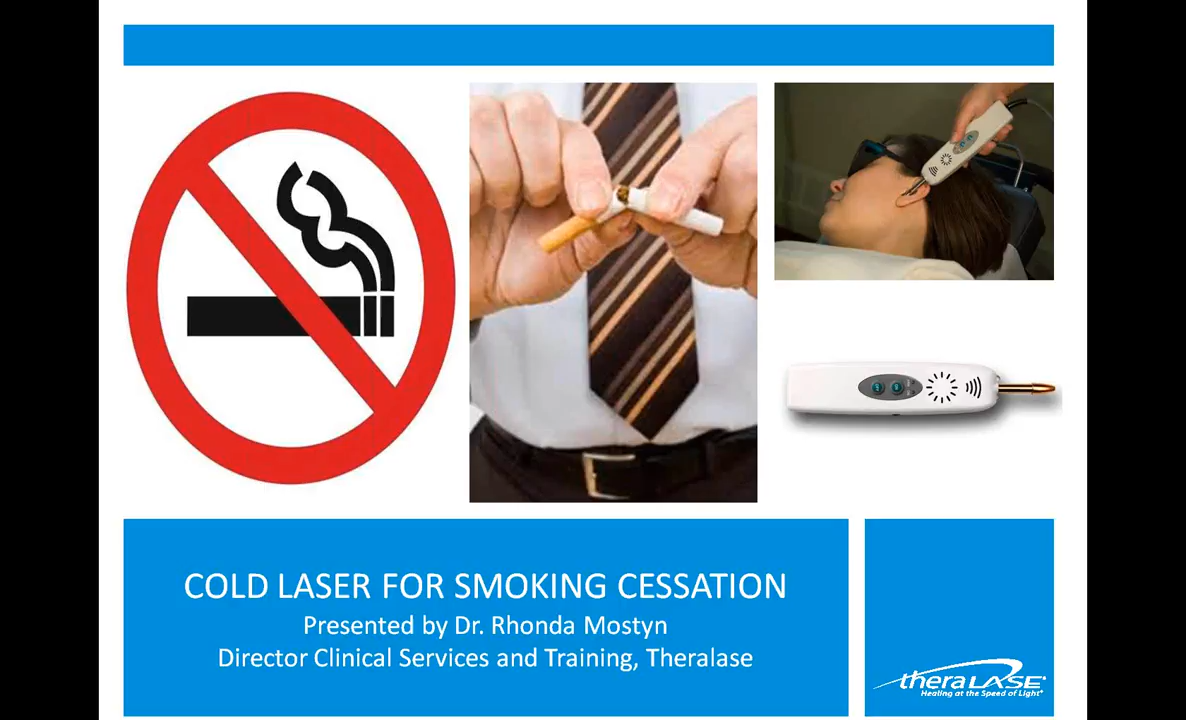 COLD LASER FOR SMOKING CESSATION
Presented by Dr. Rhonda Mostyn
Director Clinical Services and Training, Theralase
theraLASE®
Healing at the Speed of Light®